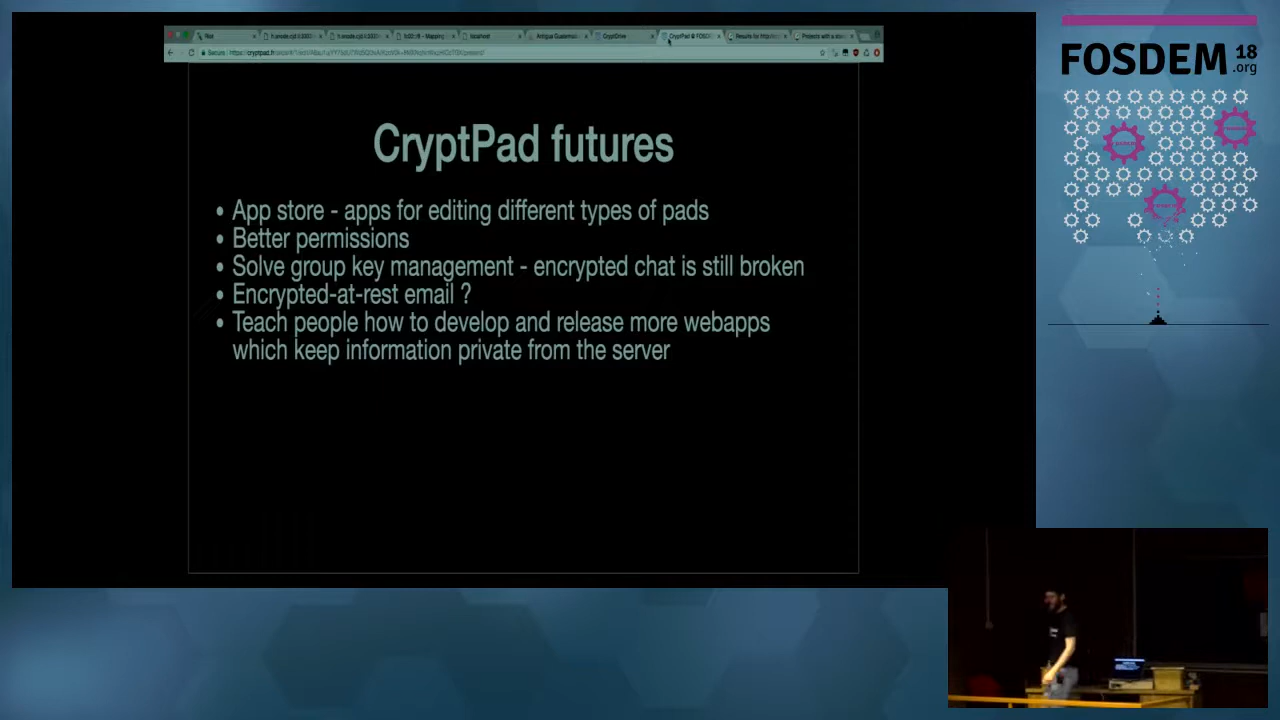 FOSDEM 18
.org
CryptPad futures
• App store - apps for editing different types of pads
• Better permissions
• Solve group key management - encrypted chat is still broken
• Encrypted-at-rest email ?
• Teach people how to develop and release more webapps
which keep information private from the server